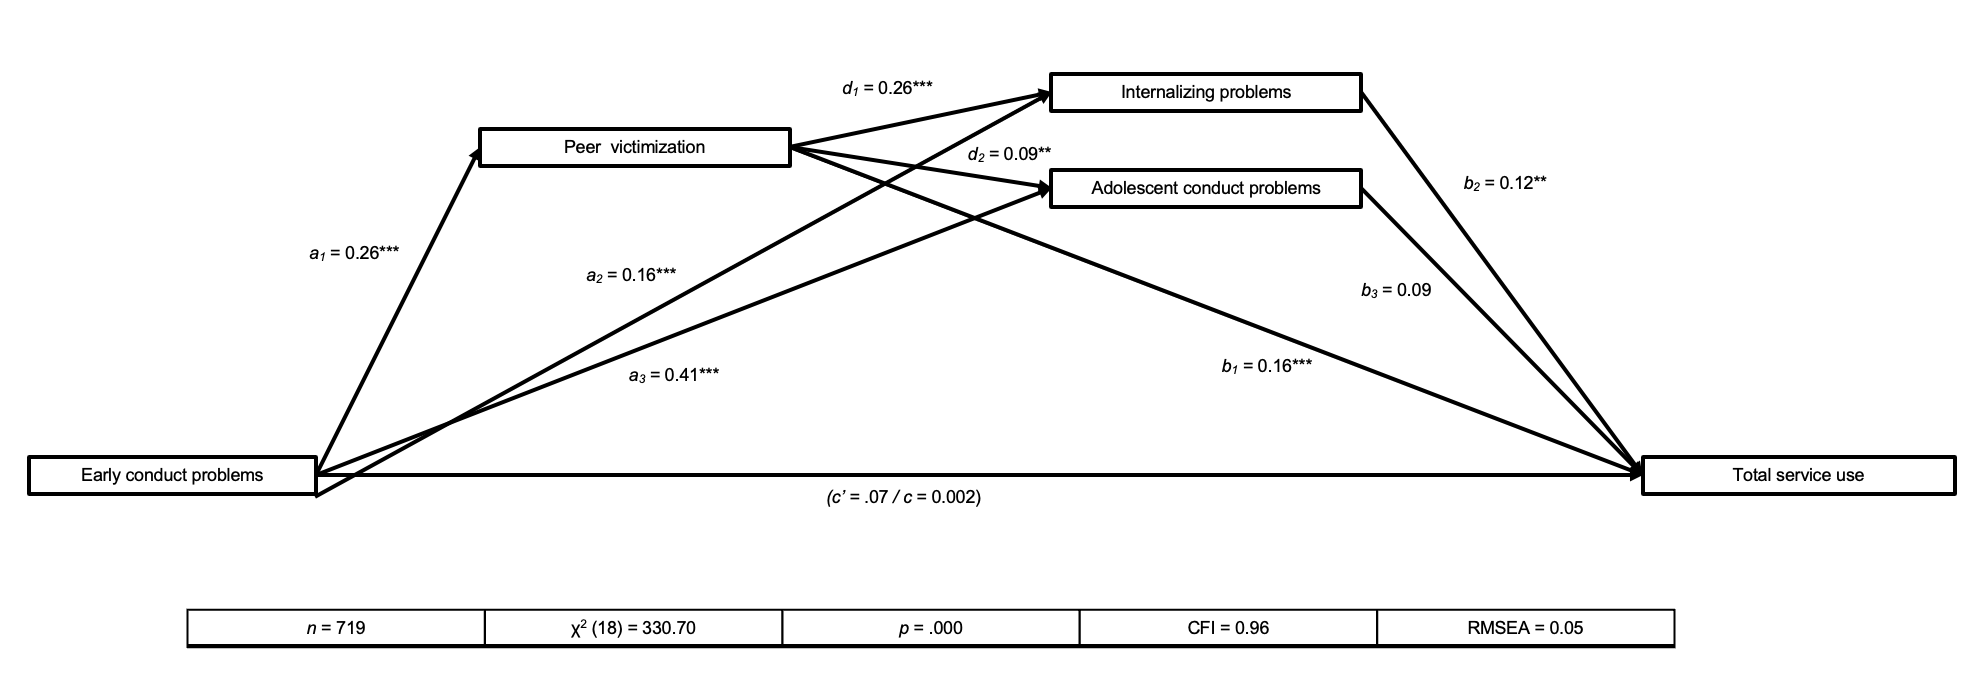 d₁ = 0.26***
Internalizing problems
Peer victimization
d₂ = 0.09**
Adolescent conduct problems
b₂ = 0.12**
a₁ = 0.26***
a₂ = 0.16***
b₃ = 0.09
a₃ = 0.41***
b₁ = 0.16***
Early conduct problems
Total service use
(c’ = .07 / c = 0.002)
n = 719 χ² (18) = 330.70 p = .000 CFI = 0.96 RMSEA = 0.05